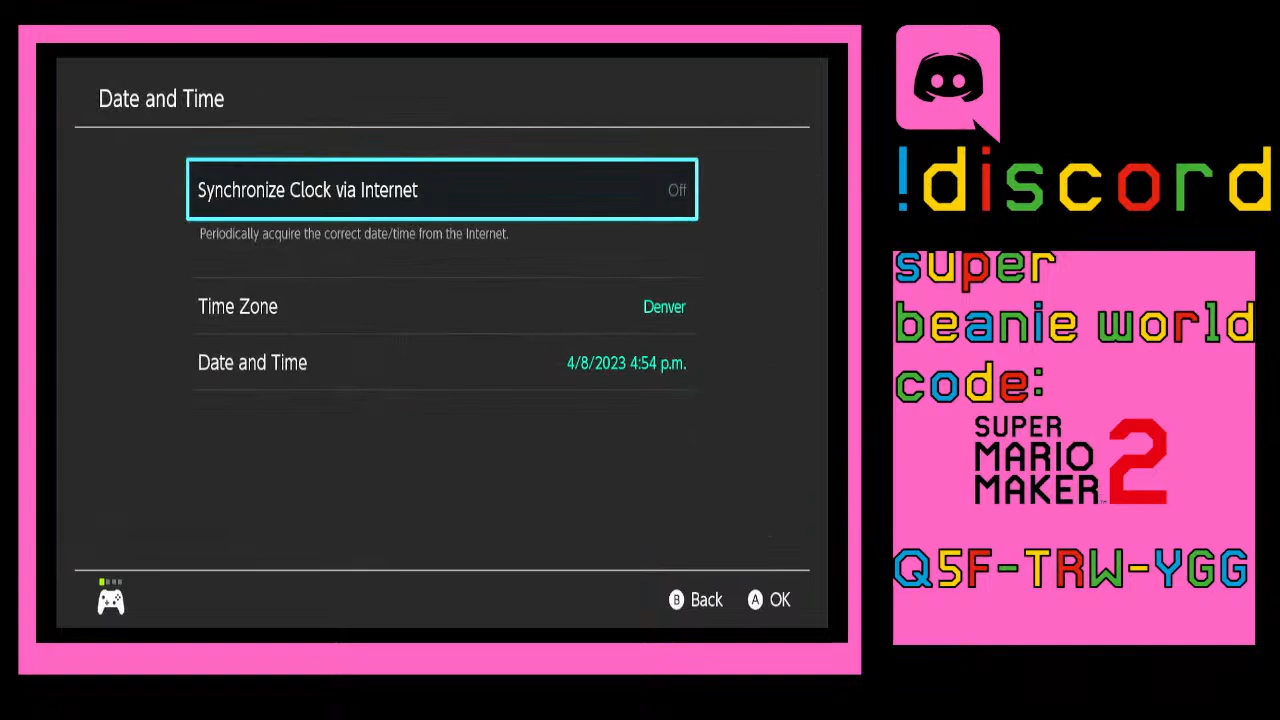 Date and Time
Synchronize Clock via Internet Off
Periodically acquire the correct date/time from the Internet.
Time Zone Denver
Date and Time 4/8/2023 4:54 p.m.
B Back A OK
!discord
super
beanie world
code:
SUPER
MARIO
MAKER 2
Q5F-TRW-YGG